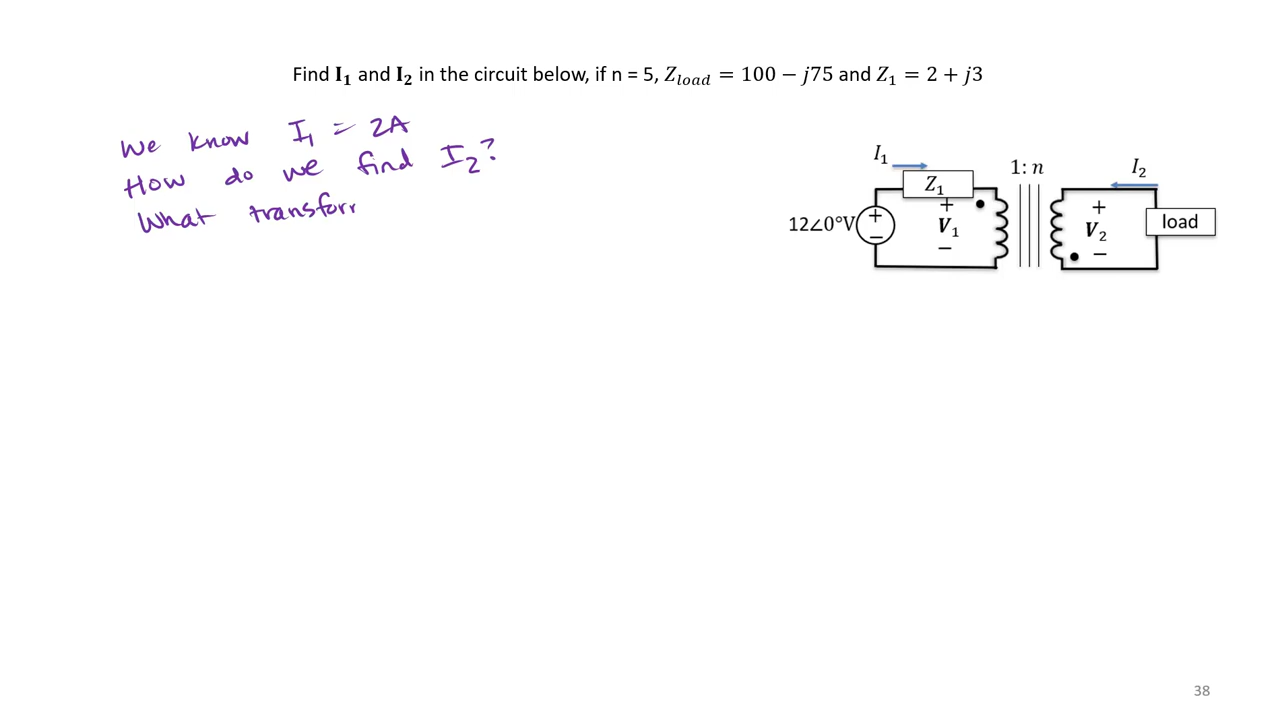 Find I₁ and I₂ in the circuit below, if n = 5, Z_load = 100 − j75 and Z₁ = 2 + j3
We know I₁ = 2A
How do we find I₂?
What transforr
I₁
Z₁
1: n
I₂
12∠0°V
+
−
+
V₁
−
+
V₂
−
load
38